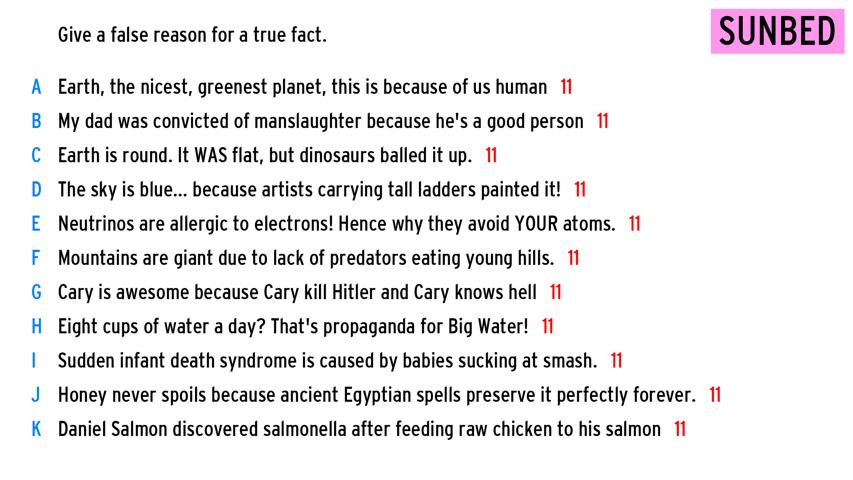 Give a false reason for a true fact.
SUNBED
A Earth, the nicest, greenest planet, this is because of us human 11
B My dad was convicted of manslaughter because he's a good person 11
C Earth is round. It WAS flat, but dinosaurs balled it up. 11
D The sky is blue... because artists carrying tall ladders painted it! 11
E Neutrinos are allergic to electrons! Hence why they avoid YOUR atoms. 11
F Mountains are giant due to lack of predators eating young hills. 11
G Cary is awesome because Cary kill Hitler and Cary knows hell 11
H Eight cups of water a day? That's propaganda for Big Water! 11
I Sudden infant death syndrome is caused by babies sucking at smash. 11
J Honey never spoils because ancient Egyptian spells preserve it perfectly forever. 11
K Daniel Salmon discovered salmonella after feeding raw chicken to his salmon 11